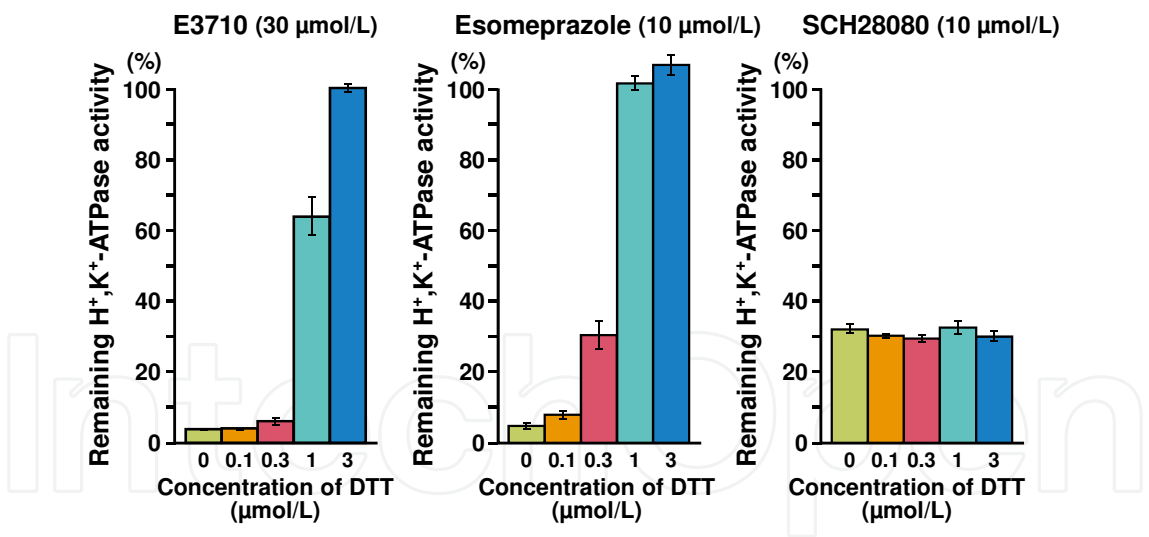 E3710 (30 µmol/L)
(%)
Remaining H⁺,K⁺-ATPase activity
100
80
60
40
20
0
0 0.1 0.3 1 3
Concentration of DTT
(µmol/L)
Esomeprazole (10 µmol/L)
(%)
Remaining H⁺,K⁺-ATPase activity
100
80
60
40
20
0
0 0.1 0.3 1 3
Concentration of DTT
(µmol/L)
SCH28080 (10 µmol/L)
(%)
Remaining H⁺,K⁺-ATPase activity
100
80
60
40
20
0
0 0.1 0.3 1 3
Concentration of DTT
(µmol/L)
IntechOpen